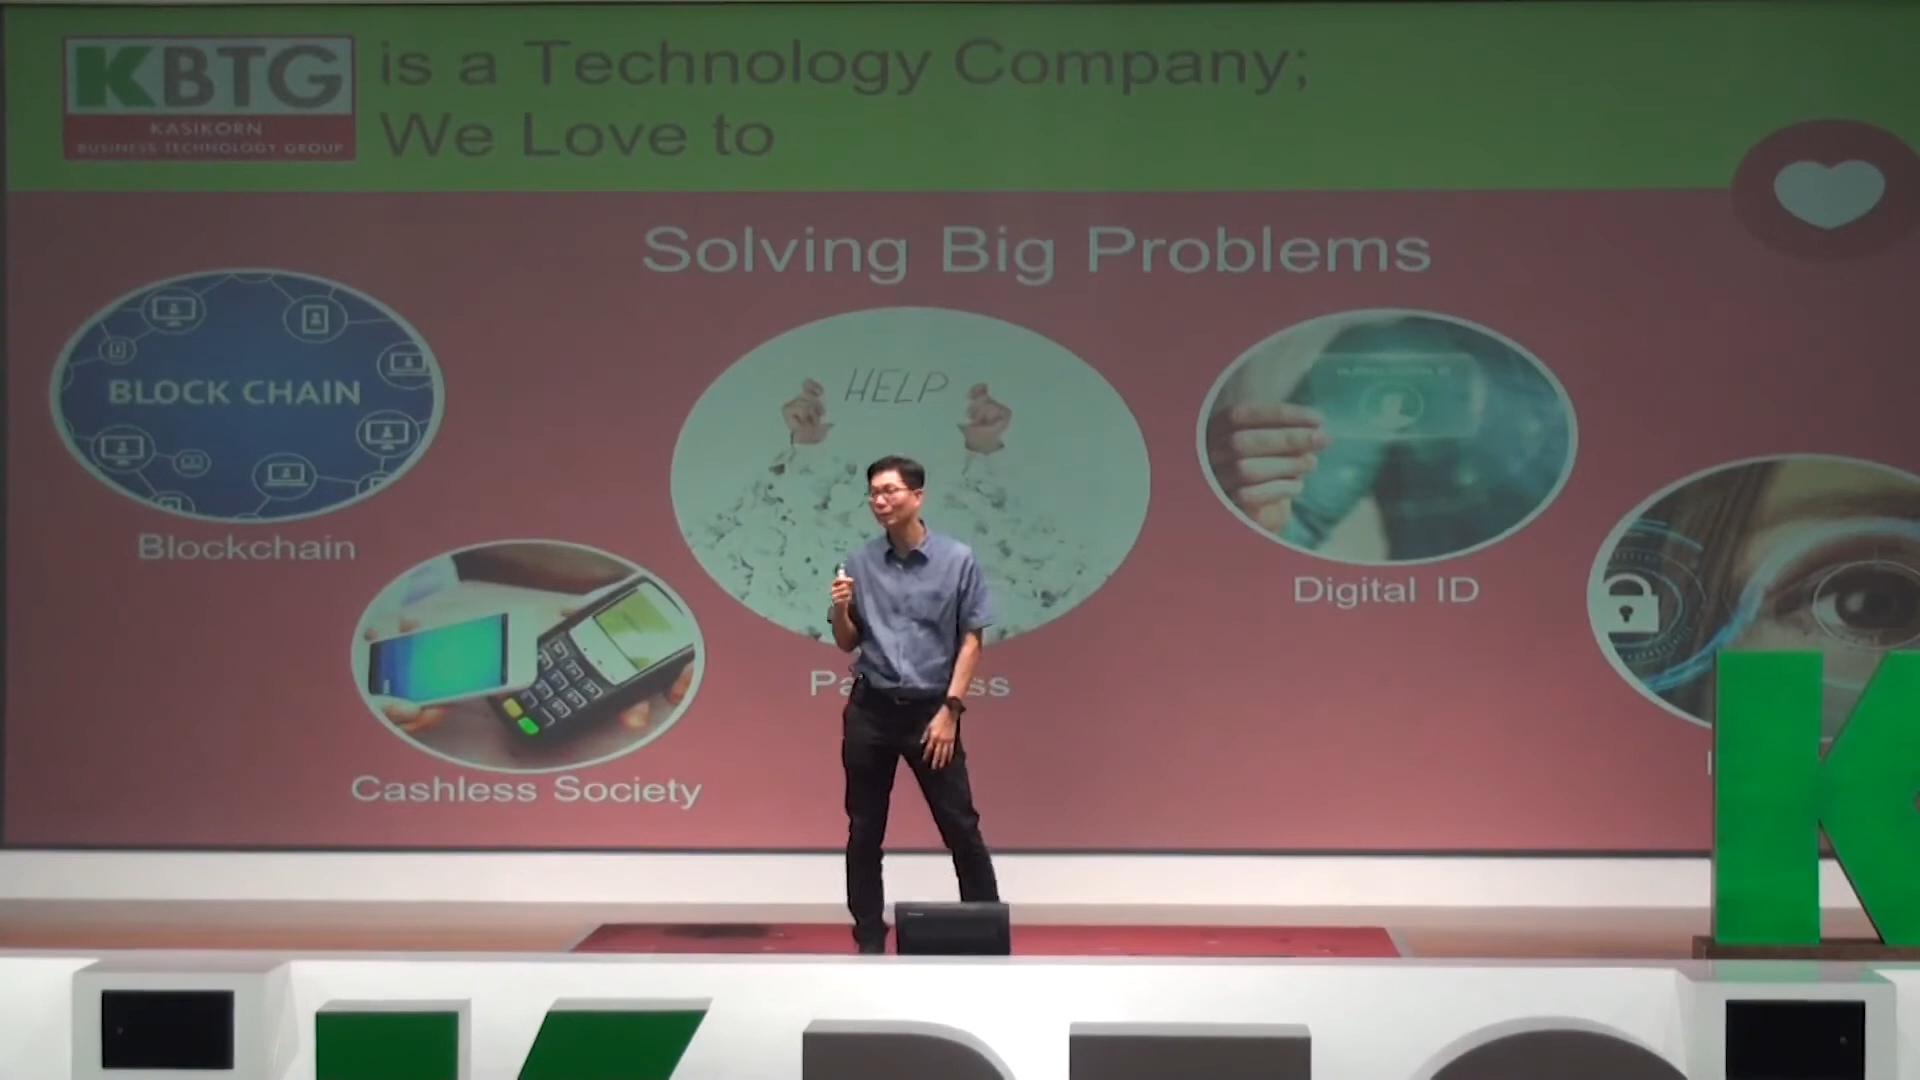 KBTG
KASIKORN
BUSINESS-TECHNOLOGY GROUP
is a Technology Company;
We Love to
Solving Big Problems
BLOCK CHAIN
Blockchain
Cashless Society
HELP
Digital ID
K